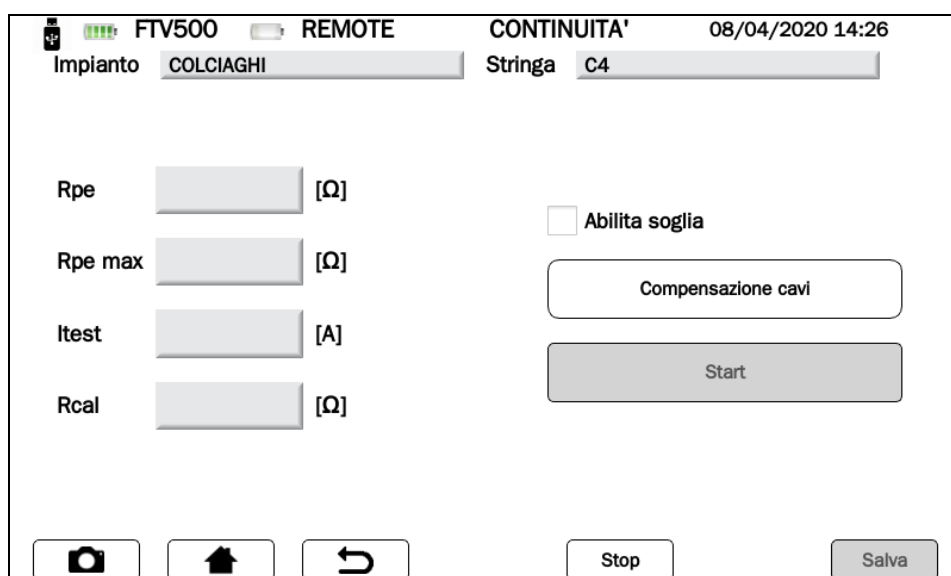 FTV500 REMOTE CONTINUITA' 08/04/2020 14:26
Impianto COLCIAGHI Stringa C4
Rpe [Ω]
Abilita soglia
Rpe max [Ω]
Compensazione cavi
Itest [A]
Start
Rcal [Ω]
Stop Salva